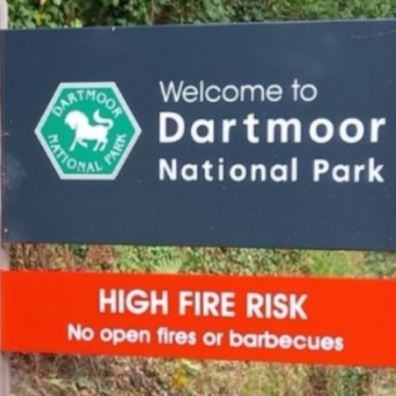 DARTMOOR
NATIONAL PARK
Welcome to
Dartmoor
National Park
HIGH FIRE RISK
No open fires or barbecues